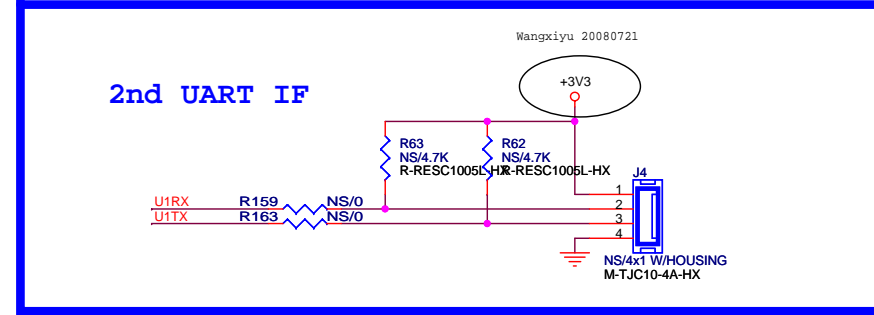 Wangxiyu 20080721
2nd UART IF
+3V3
R63
NS/4.7K
R-RESC1005L-HX
R62
NS/4.7K
R-RESC1005L-HX
J4
1
2
3
4
U1RX
R159
NS/0
U1TX
R163
NS/0
NS/4x1 W/HOUSING
M-TJC10-4A-HX